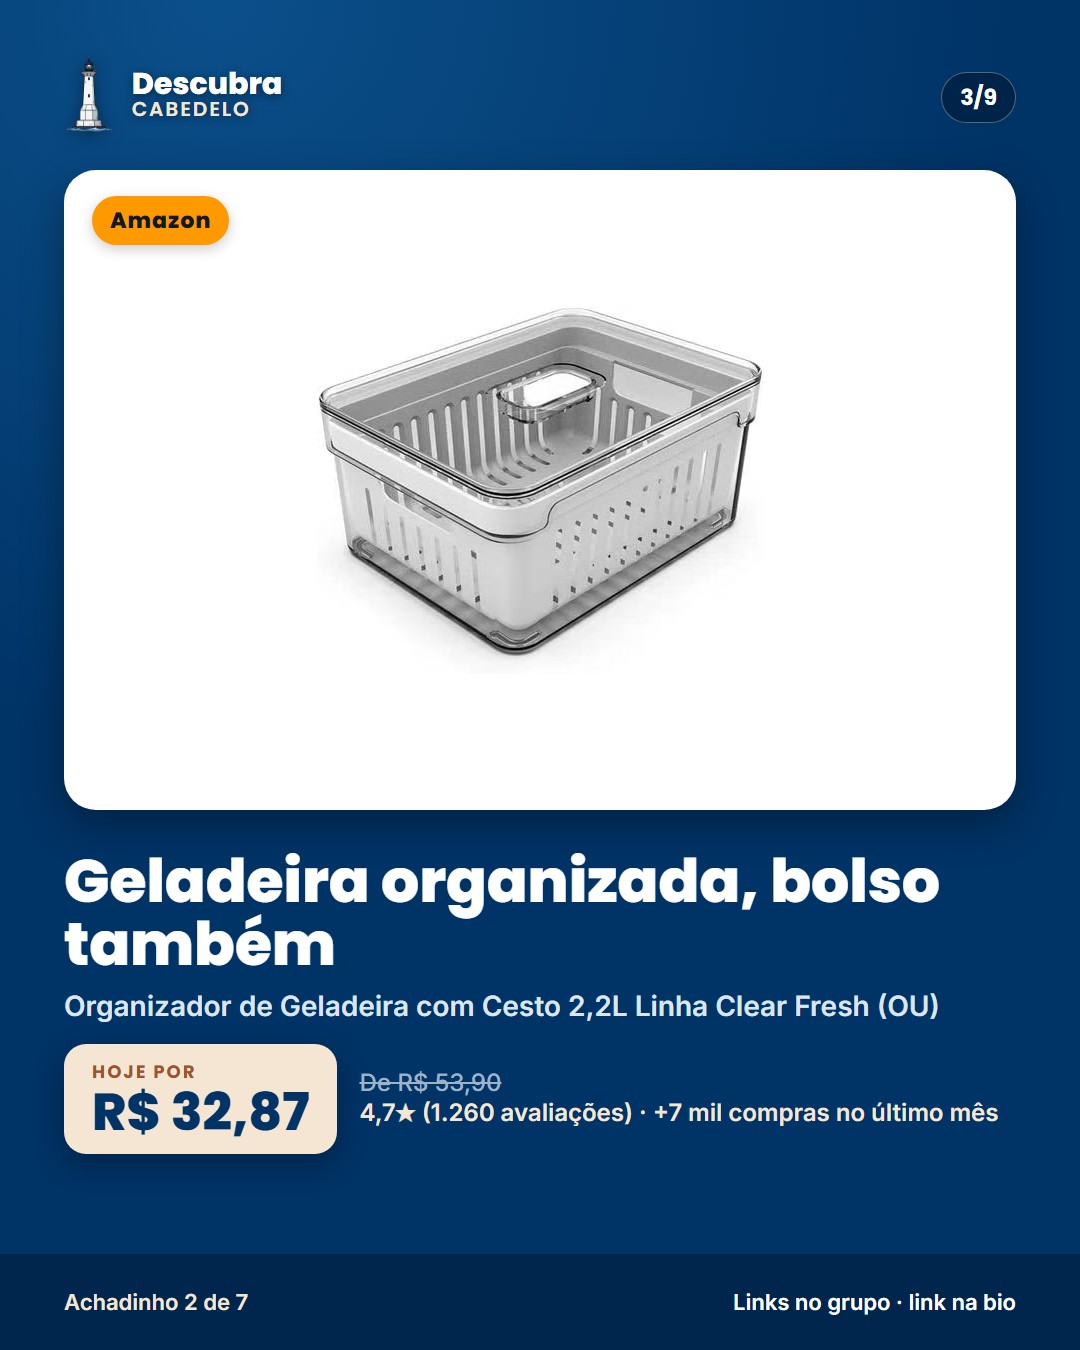 Descubra
CABEDELO
3/9
Amazon
Geladeira organizada, bolso
também
Organizador de Geladeira com Cesto 2,2L Linha Clear Fresh (OU)
HOJE POR
R$ 32,87
De R$ 53,90
4,7★ (1.260 avaliações) · +7 mil compras no último mês
Achadinho 2 de 7
Links no grupo · link na bio